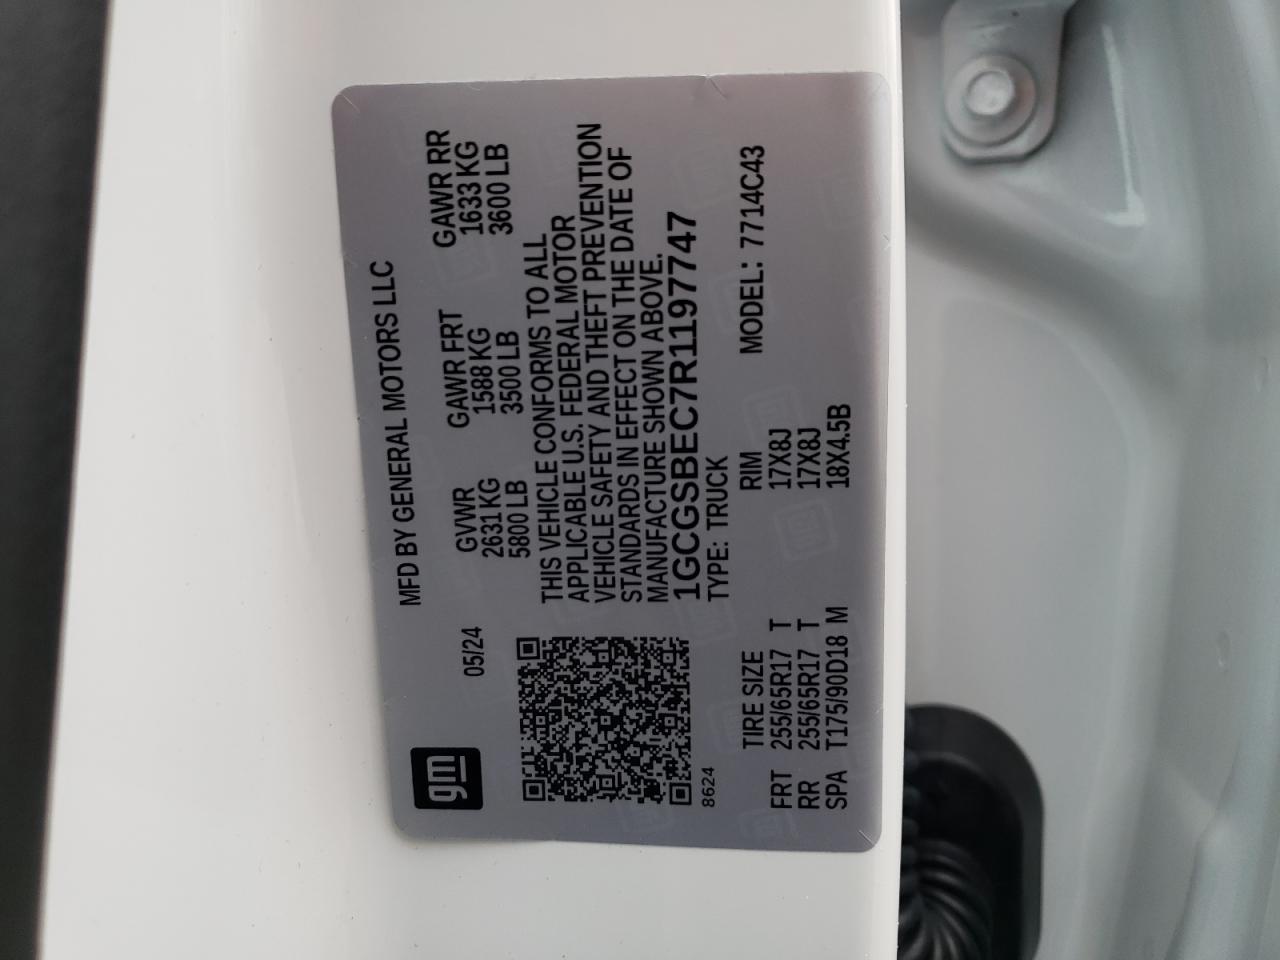 MFD BY GENERAL MOTORS LLC
gm
05/24
GVWR GAWR FRT GAWR RR
2631 KG 1588 KG 1633 KG
5800 LB 3500 LB 3600 LB
THIS VEHICLE CONFORMS TO ALL
APPLICABLE U.S. FEDERAL MOTOR
VEHICLE SAFETY AND THEFT PREVENTION
STANDARDS IN EFFECT ON THE DATE OF
MANUFACTURE SHOWN ABOVE.
1GCGSBEC7R1197747
8624
TYPE: TRUCK
MODEL: 7714C43
TIRE SIZE RIM
FRT 255/65R17 T 17X8J
RR 255/65R17 T 17X8J
SPA T175/90D18 M 18X4.5B